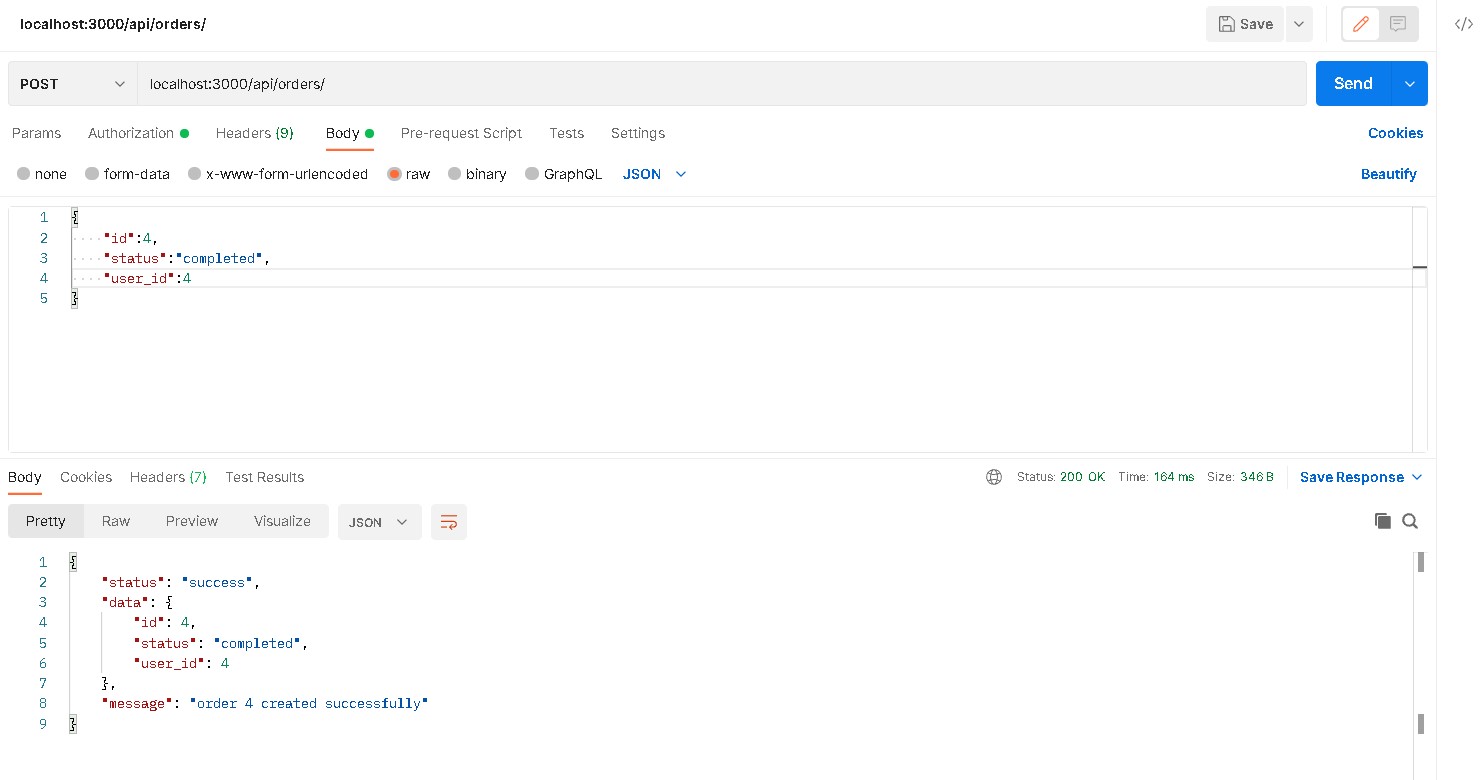 localhost:3000/api/orders/
Save
POST localhost:3000/api/orders/ Send
Params Authorization Headers (9) Body Pre-request Script Tests Settings Cookies
none form-data x-www-form-urlencoded raw binary GraphQL JSON Beautify
1 {
2 ····"id":4,
3 ····"status":"completed",
4 ····"user_id":4
5 }
Body Cookies Headers (7) Test Results Status: 200 OK Time: 164 ms Size: 346 B Save Response
Pretty Raw Preview Visualize JSON
1 {
2 "status": "success",
3 "data": {
4 "id": 4,
5 "status": "completed",
6 "user_id": 4
7 },
8 "message": "order 4 created successfully"
9 }